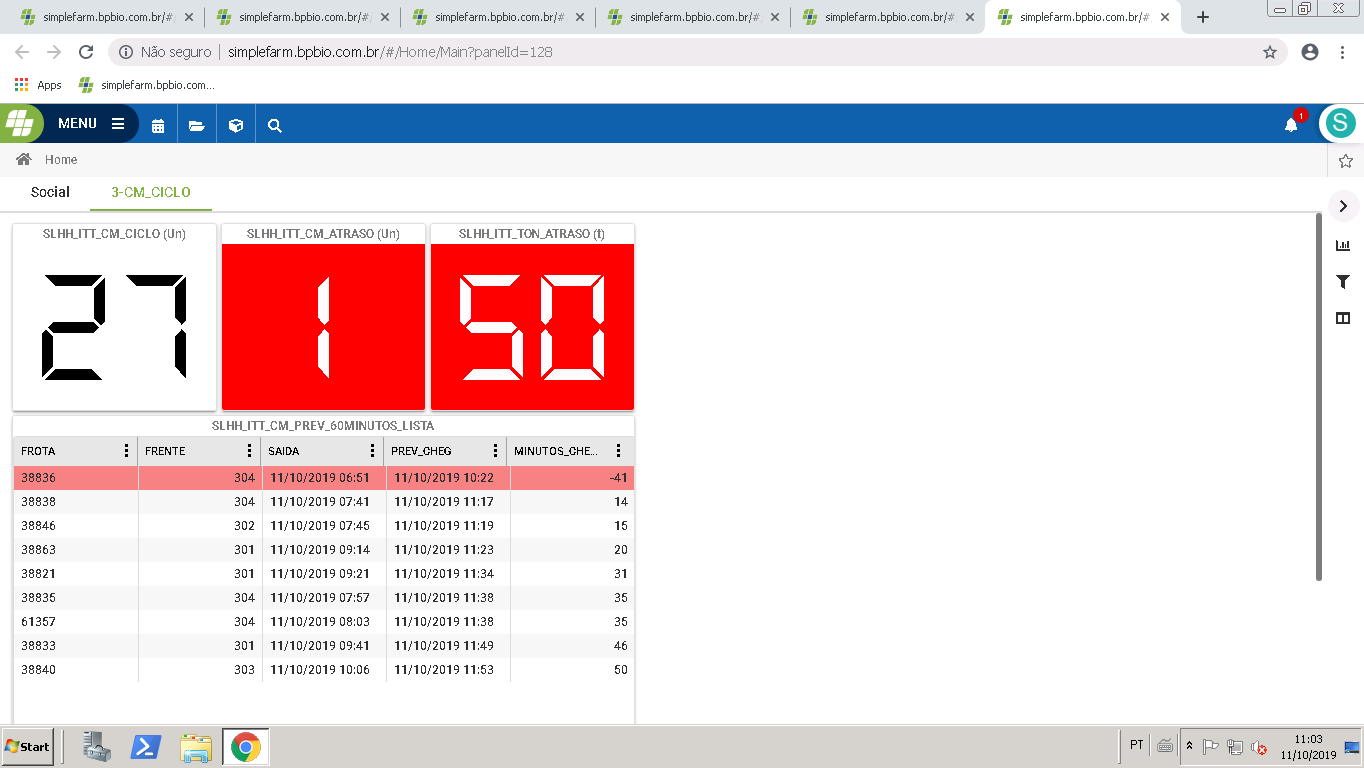 simplefarm.bpbio.com.br/#/ simplefarm.bpbio.com.br/# simplefarm.bpbio.com.br/# simplefarm.bpbio.com.br/# simplefarm.bpbio.com.br/# simplefarm.bpbio.com.br/#
Não seguro | simplefarm.bpbio.com.br/#/Home/Main?panelId=128
Apps simplefarm.bpbio.com...
MENU 1 S
Home
Social 3-CM_CICLO
SLHH_ITT_CM_CICLO (Un) SLHH_ITT_CM_ATRASO (Un) SLHH_ITT_TON_ATRASO (t)
27 1 50
SLHH_ITT_CM_PREV_60MINUTOS_LISTA
FROTA FRENTE SAIDA PREV_CHEG MINUTOS_CHE...
38836 304 11/10/2019 06:51 11/10/2019 10:22 -41
38838 304 11/10/2019 07:41 11/10/2019 11:17 14
38846 302 11/10/2019 07:45 11/10/2019 11:19 15
38863 301 11/10/2019 09:14 11/10/2019 11:23 20
38821 301 11/10/2019 09:21 11/10/2019 11:34 31
38835 304 11/10/2019 07:57 11/10/2019 11:38 35
61357 304 11/10/2019 08:03 11/10/2019 11:38 35
38833 301 11/10/2019 09:41 11/10/2019 11:49 46
38840 303 11/10/2019 10:06 11/10/2019 11:53 50
Start PT 11:03
11/10/2019